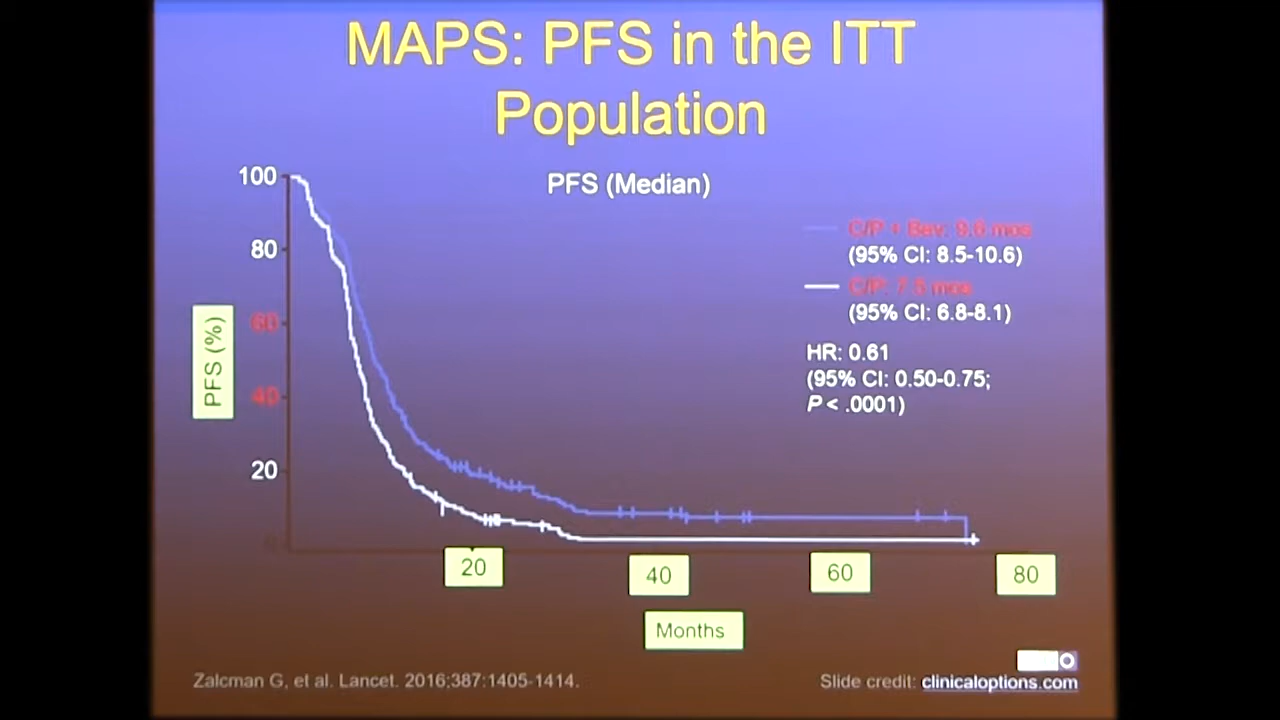 MAPS: PFS in the ITT
Population
PFS (Median)
100
80
60
40
20
PFS (%)
C/P + Bev: 9.6 mos
(95% CI: 8.5-10.6)
C/P: 7.5 mos
(95% CI: 6.8-8.1)
HR: 0.61
(95% CI: 0.50-0.75;
P < .0001)
20
40
60
80
Months
Zalcman G, et al. Lancet. 2016;387:1405-1414.
Slide credit: clinicaloptions.com